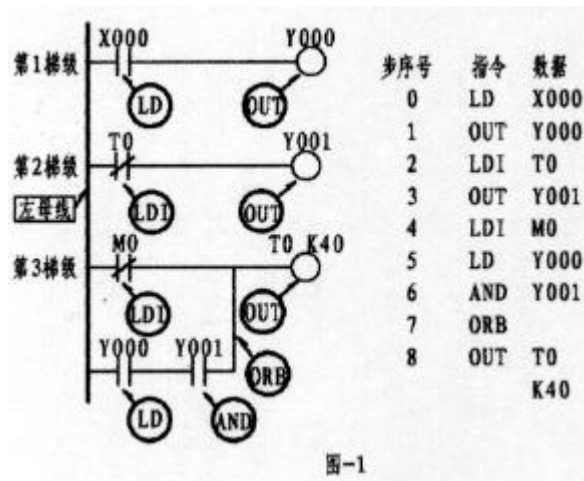 X000 Y000
第1梯级
LD OUT
T0 Y001
第2梯级
左母线
LDI OUT
M0 T0 K40
第3梯级
LDI OUT
Y000 Y001
ORB
LD AND
步序号 指令 数据
0 LD X000
1 OUT Y000
2 LDI T0
3 OUT Y001
4 LDI M0
5 LD Y000
6 AND Y001
7 ORB
8 OUT T0
K40
图-1